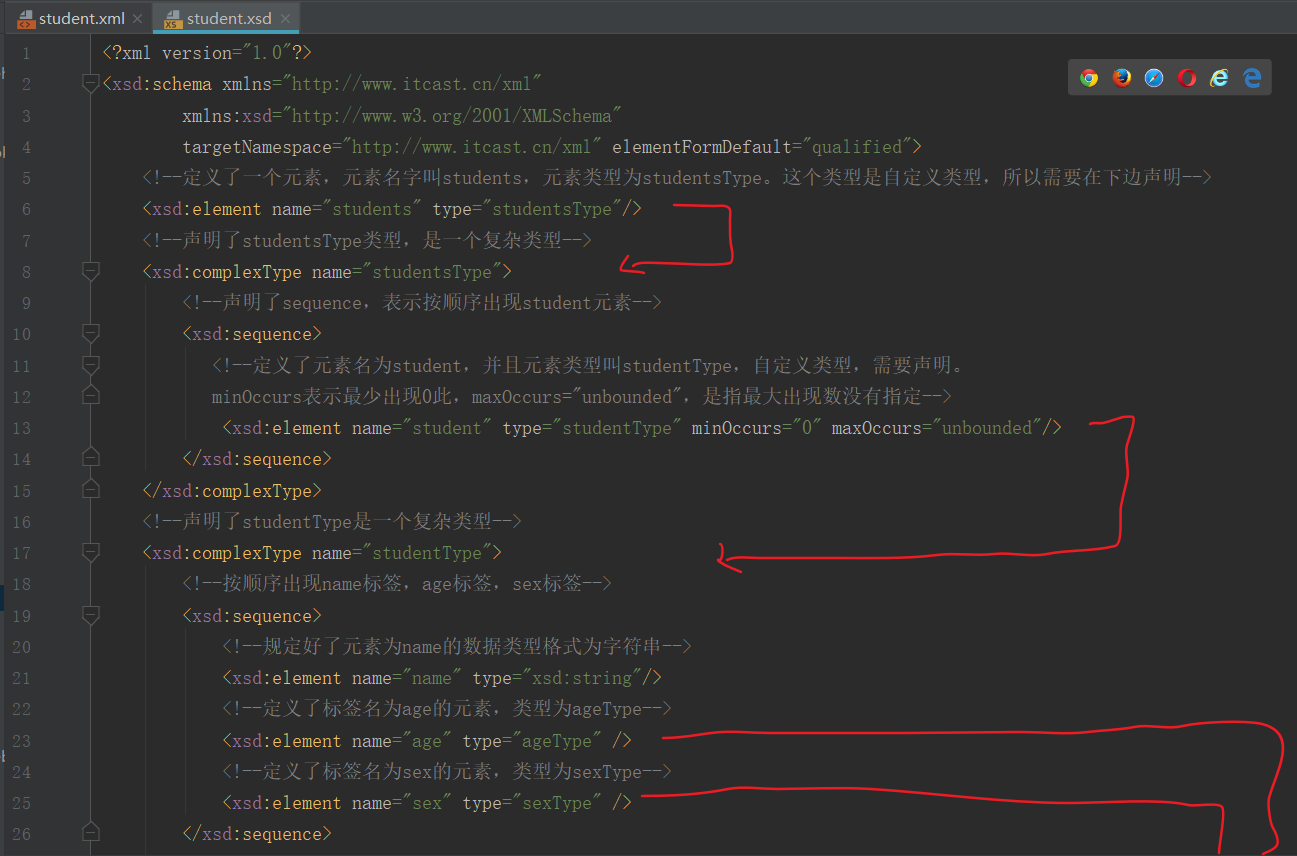 student.xml
student.xsd
1 <?xml version="1.0"?>
2 <xsd:schema xmlns="http://www.itcast.cn/xml"
3 xmlns:xsd="http://www.w3.org/2001/XMLSchema"
4 targetNamespace="http://www.itcast.cn/xml" elementFormDefault="qualified">
5 <!--定义了一个元素，元素名字叫students，元素类型为studentsType。这个类型是自定义类型，所以需要在下边声明-->
6 <xsd:element name="students" type="studentsType"/>
7 <!--声明了studentsType类型，是一个复杂类型-->
8 <xsd:complexType name="studentsType">
9 <!--声明了sequence，表示按顺序出现student元素-->
10 <xsd:sequence>
11 <!--定义了元素名为student，并且元素类型叫studentType，自定义类型，需要声明。
12 minOccurs表示最少出现0此，maxOccurs="unbounded"，是指最大出现数没有指定-->
13 <xsd:element name="student" type="studentType" minOccurs="0" maxOccurs="unbounded"/>
14 </xsd:sequence>
15 </xsd:complexType>
16 <!--声明了studentType是一个复杂类型-->
17 <xsd:complexType name="studentType">
18 <!--按顺序出现name标签，age标签，sex标签-->
19 <xsd:sequence>
20 <!--规定好了元素为name的数据类型格式为字符串-->
21 <xsd:element name="name" type="xsd:string"/>
22 <!--定义了标签名为age的元素，类型为ageType-->
23 <xsd:element name="age" type="ageType" />
24 <!--定义了标签名为sex的元素，类型为sexType-->
25 <xsd:element name="sex" type="sexType" />
26 </xsd:sequence>